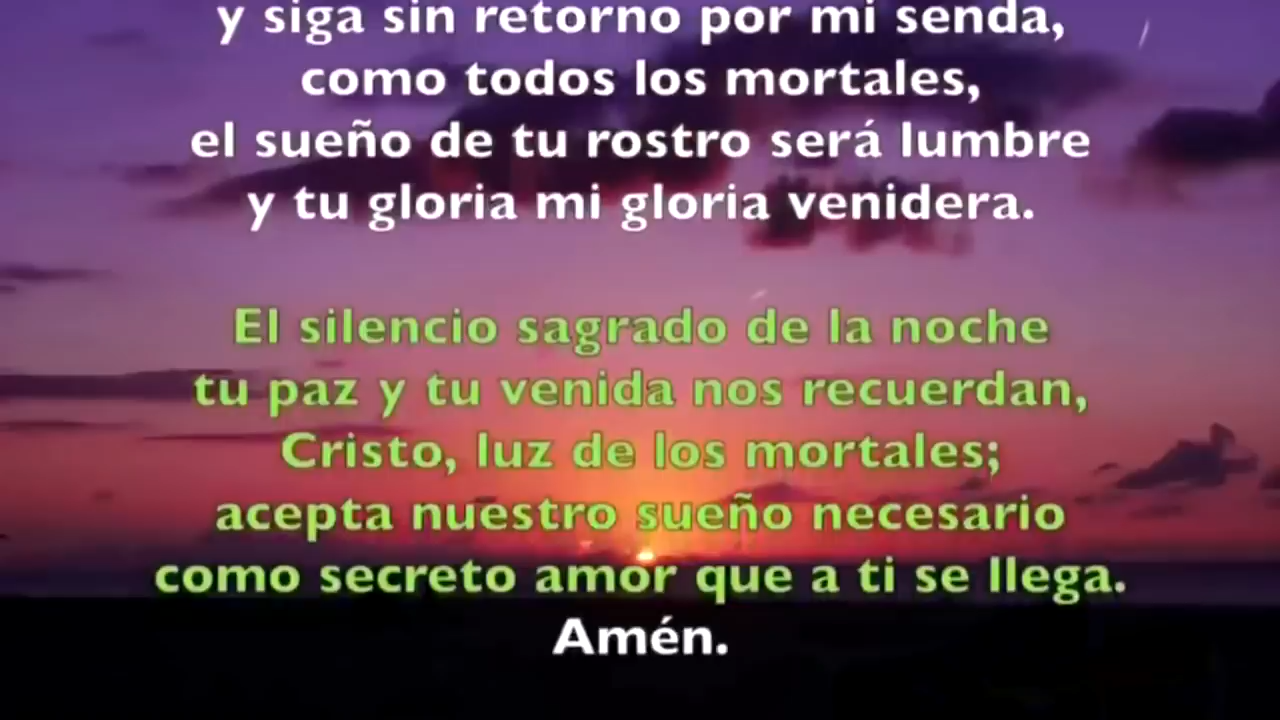 y siga sin retorno por mi senda,
como todos los mortales,
el sueño de tu rostro será lumbre
y tu gloria mi gloria venidera.
El silencio sagrado de la noche
tu paz y tu venida nos recuerdan,
Cristo, luz de los mortales;
acepta nuestro sueño necesario
como secreto amor que a ti se llega.
Amén.